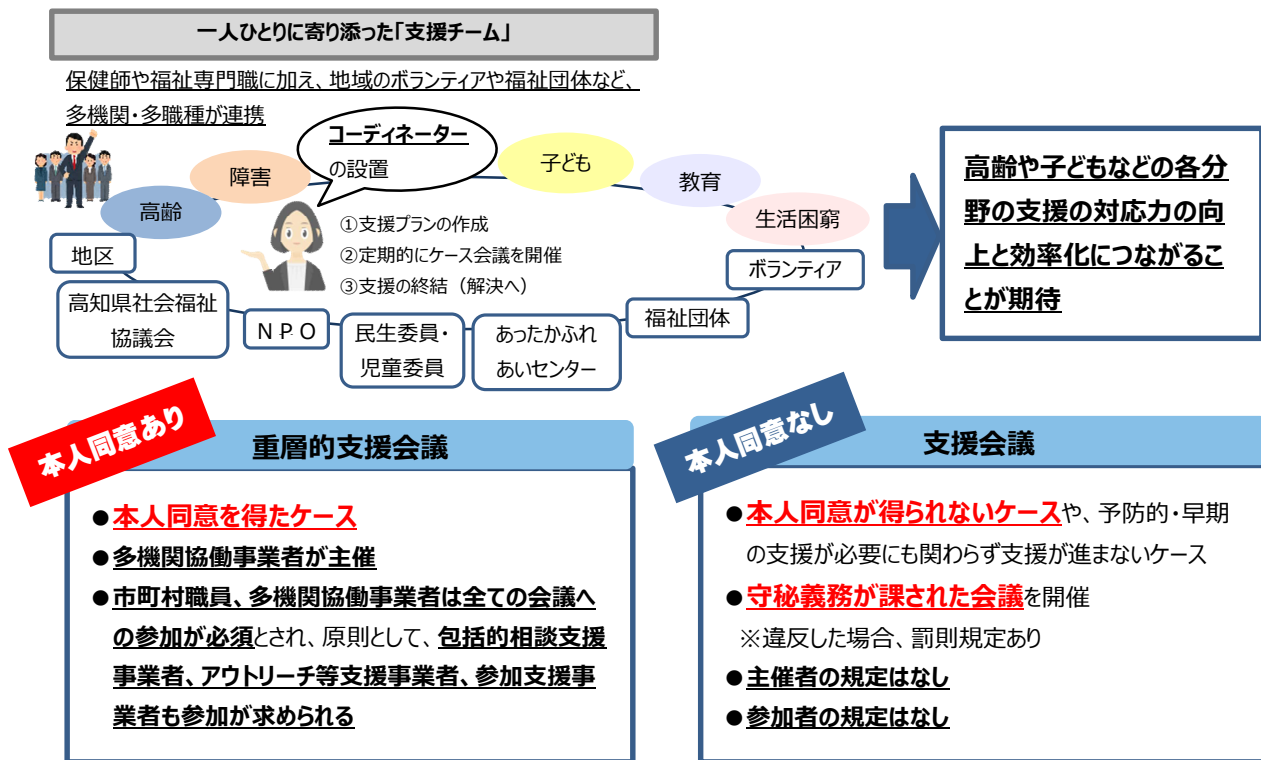 一人ひとりに寄り添った「支援チーム」
保健師や福祉専門職に加え、地域のボランティアや福祉団体など、
多機関・多職種が連携
コーディネーター
の設置
高齢
障害
子ども
教育
生活困窮
①支援プランの作成
②定期的にケース会議を開催
③支援の終結（解決へ）
地区
高知県社会福祉
協議会
ＮＰＯ
民生委員・
児童委員
あったかふれ
あいセンター
福祉団体
ボランティア
高齢や子どもなどの各分
野の支援の対応力の向
上と効率化につながるこ
とが期待
本人同意あり
重層的支援会議
●本人同意を得たケース
●多機関協働事業者が主催
●市町村職員、多機関協働事業者は全ての会議へ
の参加が必須とされ、原則として、包括的相談支援
事業者、アウトリーチ等支援事業者、参加支援事
業者も参加が求められる
本人同意なし
支援会議
●本人同意が得られないケースや、予防的・早期
の支援が必要にも関わらず支援が進まないケース
●守秘義務が課された会議を開催
※違反した場合、罰則規定あり
●主催者の規定はなし
●参加者の規定はなし